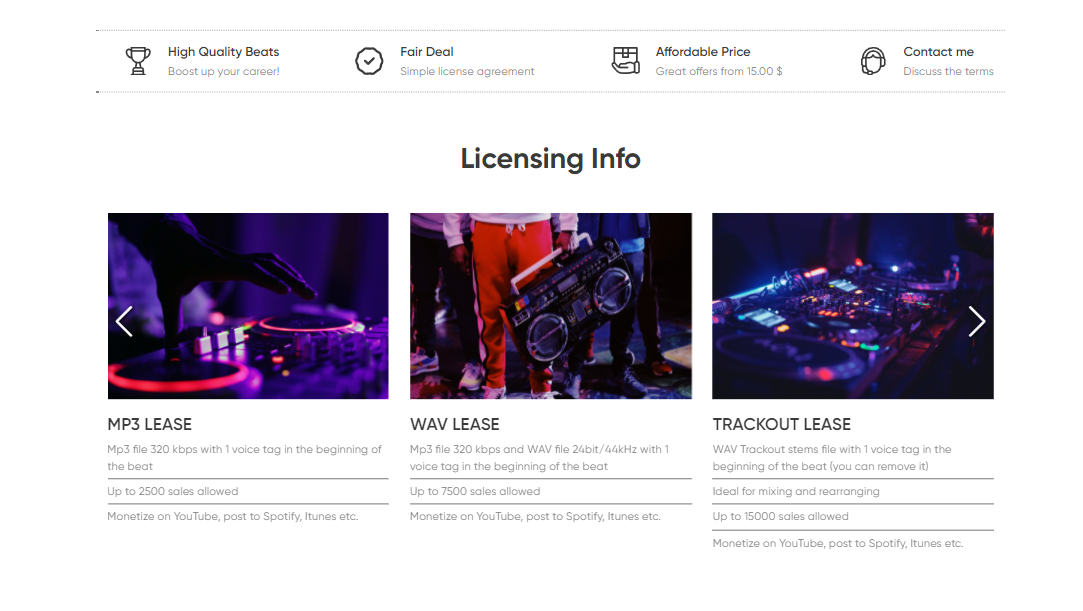 High Quality Beats
Boost up your career!
Fair Deal
Simple license agreement
Affordable Price
Great offers from 15.00 $
Contact me
Discuss the terms
Licensing Info
MP3 LEASE
Mp3 file 320 kbps with 1 voice tag in the beginning of
the beat
Up to 2500 sales allowed
Monetize on YouTube, post to Spotify, Itunes etc.
WAV LEASE
Mp3 file 320 kbps and WAV file 24bit/44kHz with 1
voice tag in the beginning of the beat
Up to 7500 sales allowed
Monetize on YouTube, post to Spotify, Itunes etc.
TRACKOUT LEASE
WAV Trackout stems file with 1 voice tag in the
beginning of the beat (you can remove it)
Ideal for mixing and rearranging
Up to 15000 sales allowed
Monetize on YouTube, post to Spotify, Itunes etc.